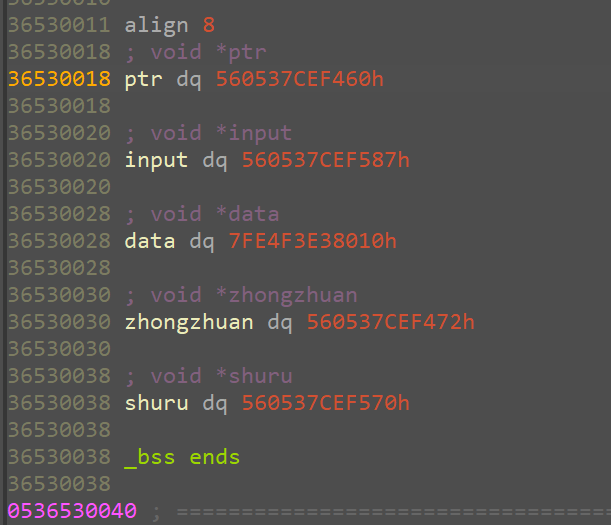 36530011 align 8
36530018 ; void *ptr
36530018 ptr dq 560537CEF460h
36530018
36530020 ; void *input
36530020 input dq 560537CEF587h
36530020
36530028 ; void *data
36530028 data dq 7FE4F3E38010h
36530028
36530030 ; void *zhongzhuan
36530030 zhongzhuan dq 560537CEF472h
36530030
36530038 ; void *shuru
36530038 shuru dq 560537CEF570h
36530038
36530038 _bss ends
36530038
0536530040 ; ==================================